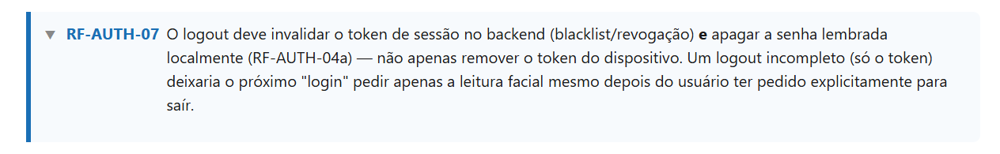 ▼ RF-AUTH-07 O logout deve invalidar o token de sessão no backend (blacklist/revogação) e apagar a senha lembrada
localmente (RF-AUTH-04a) — não apenas remover o token do dispositivo. Um logout incompleto (só o token)
deixaria o próximo "login" pedir apenas a leitura facial mesmo depois do usuário ter pedido explicitamente para
saír.